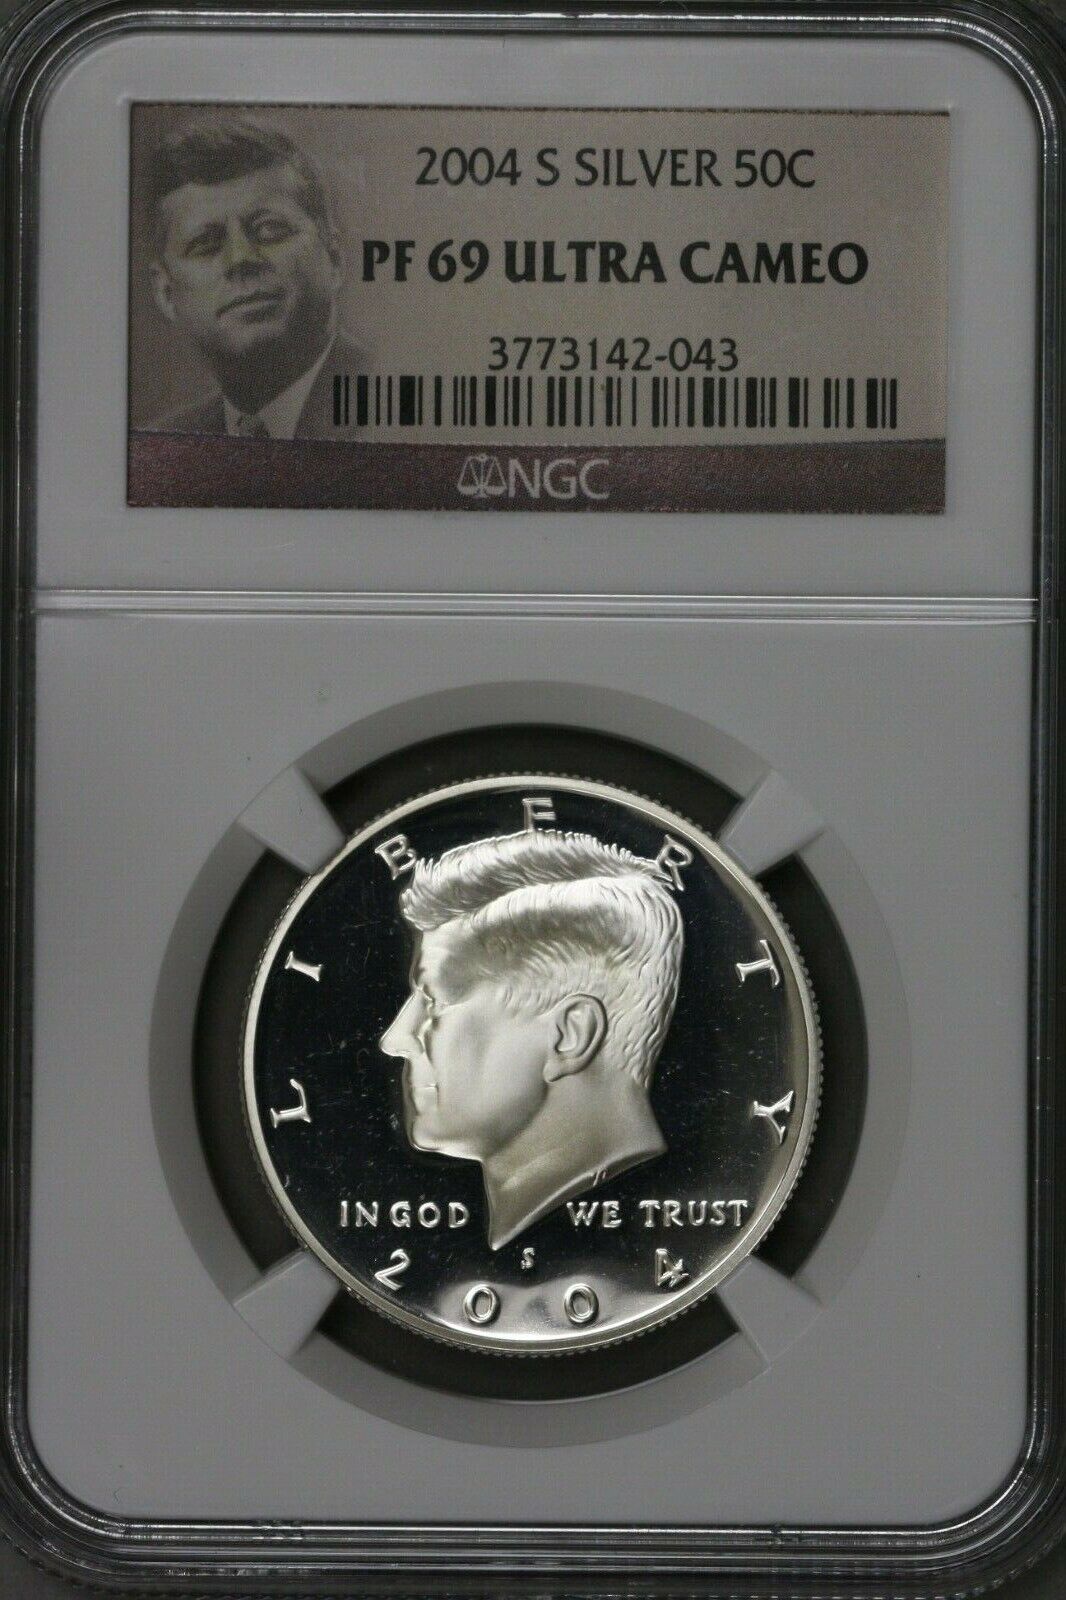 2004 S SILVER 50C
PF 69 ULTRA CAMEO
3773142-043
NGC
LIBERTY
IN GOD WE TRUST
S
2004